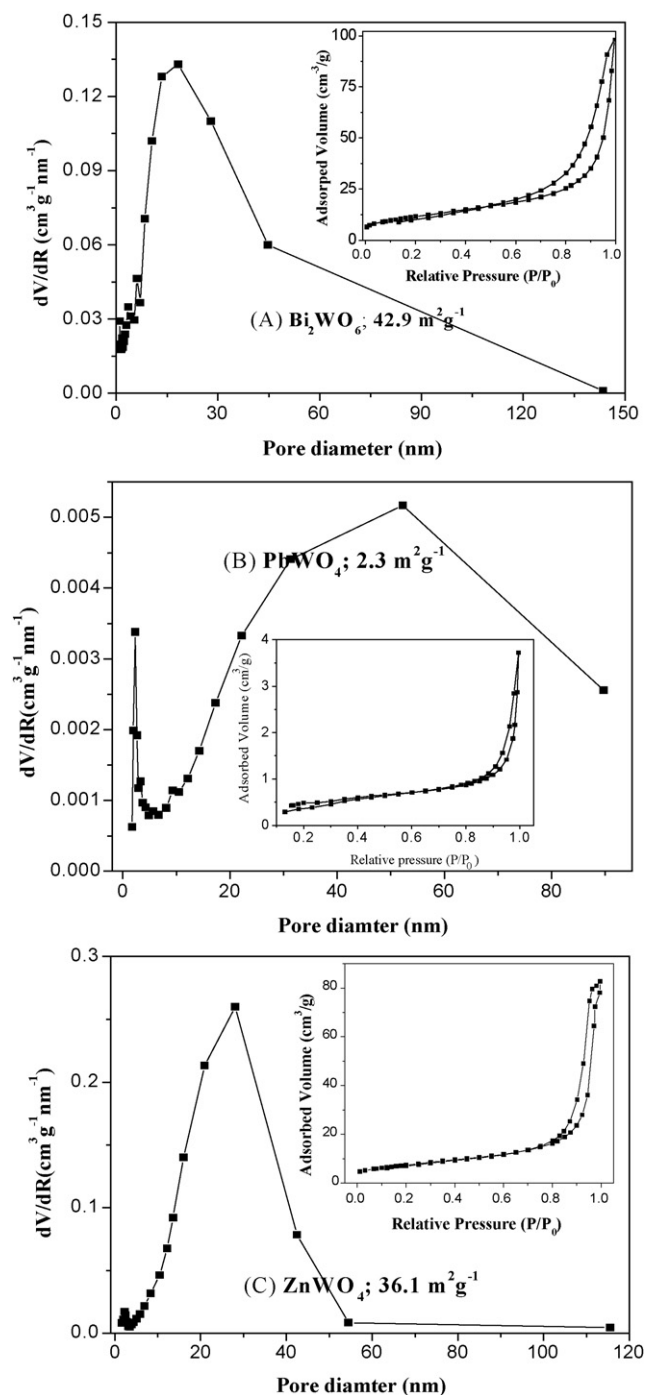 0.15
0.12
0.09
0.06
0.03
0.00
dV/dR (cm³g⁻¹nm⁻¹)
0 30 60 90 120 150
Pore diameter (nm)
(A) Bi₂WO₆; 42.9 m²g⁻¹
100
75
50
25
0
Adsorped Volume (cm⁻³/g)
0.0 0.2 0.4 0.6 0.8 1.0
Relative Pressure (P/P₀)
0.005
0.004
0.003
0.002
0.001
0.000
dV/dR(cm³g⁻¹nm⁻¹)
0 20 40 60 80
Pore diamter (nm)
(B) PbWO₄; 2.3 m²g⁻¹
4
3
2
1
0
Adsorbed Volume (cm³/g)
0.2 0.4 0.6 0.8 1.0
Relative pressure (P/P₀)
0.3
0.2
0.1
0.0
dV/dR(cm³g⁻¹nm⁻¹)
0 20 40 60 80 100 120
Pore diamter (nm)
(C) ZnWO₄; 36.1 m²g⁻¹
80
60
40
20
0
Adsorbed Volume (cm³/g)
0.0 0.2 0.4 0.6 0.8 1.0
Relative Pressure (P/P₀)